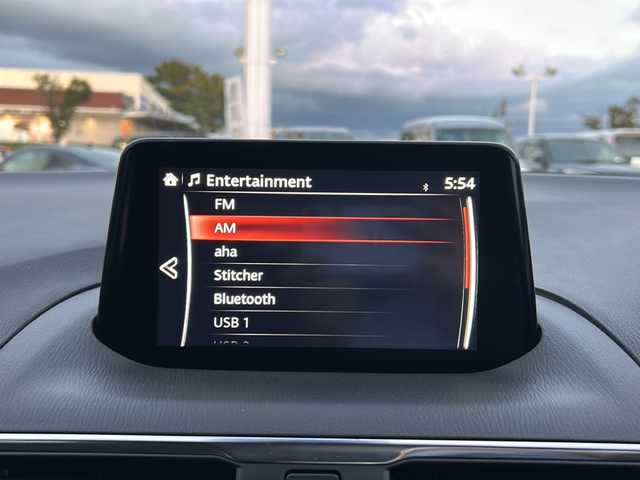 Entertainment 5:54
FM
AM
aha
Stitcher
Bluetooth
USB 1